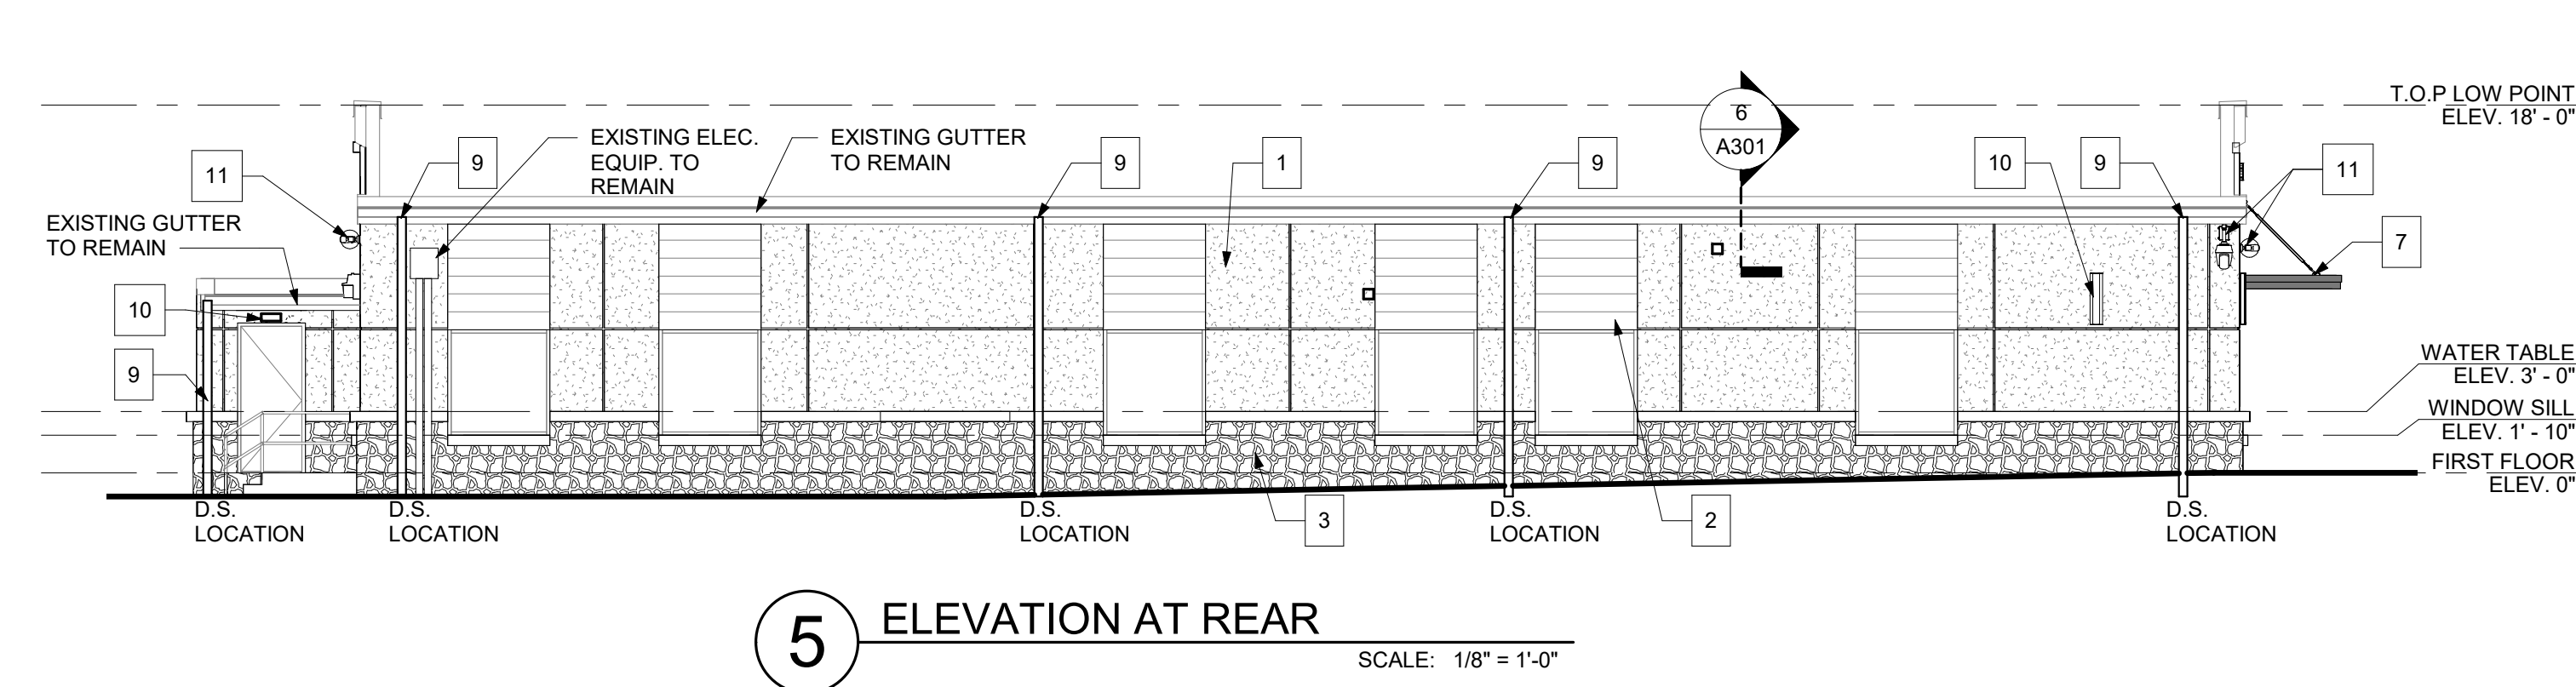 T.O.P LOW POINT
ELEV. 18' - 0"
6
A301
9
EXISTING ELEC.
EQUIP. TO
REMAIN
EXISTING GUTTER
TO REMAIN
9
1
9
10
9
11
11
EXISTING GUTTER
TO REMAIN
7
10
9
WATER TABLE
ELEV. 3' - 0"
WINDOW SILL
ELEV. 1' - 10"
FIRST FLOOR
ELEV. 0"
D.S.
LOCATION
D.S.
LOCATION
D.S.
LOCATION
3
D.S.
LOCATION
2
D.S.
LOCATION
5
ELEVATION AT REAR
SCALE: 1/8" = 1'-0"